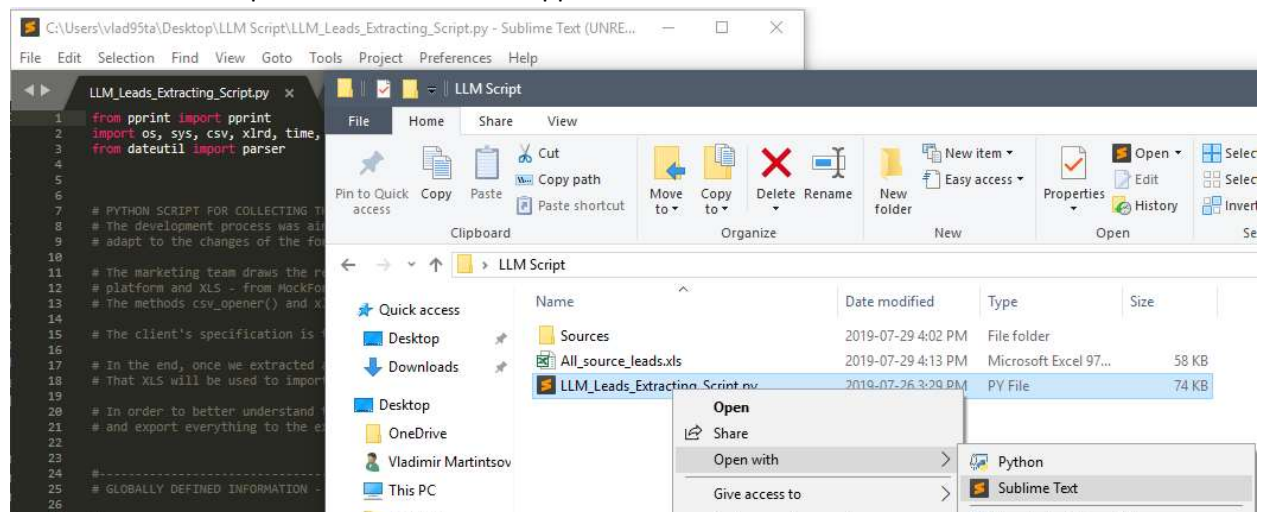 C:\Users\vlad95ta\Desktop\LLM Script\LLM_Leads_Extracting_Script.py - Sublime Text (UNRE...
File Edit Selection Find View Goto Tools Project Preferences Help
LLM_Leads_Extracting_Script.py ×
1 from pprint import pprint
2 import os, sys, csv, xlrd, time,
3 from dateutil import parser
4
5
6
7 # PYTHON SCRIPT FOR COLLECTING
8 # The development process was
9 # adapt to the changes of the
10
11 # The marketing team draws the
12 # platform and XLS - from
13 # The methods csv_opener() and
14
15 # The client's specification is
16
17 # In the end, once we extracted
18 # That XLS will be used to
19
20 # In order to better understand
21 # and export everything to the
22
23
24 #--------------------------------
25 # GLOBALLY DEFINED INFORMATION -
26
LLM Script
File Home Share View
Pin to Quick access
Copy
Paste
Cut
Copy path
Paste shortcut
Clipboard
Move to
Copy to
Delete
Rename
Organize
New folder
New item
Easy access
New
Properties
Open
Edit
History
Open
LLM Script
Name Date modified Type Size
Sources 2019-07-29 4:02 PM File folder
All_source_leads.xls 2019-07-29 4:13 PM Microsoft Excel 97... 58 KB
LLM_Leads_Extracting_Script.py 2019-07-26 3:29 PM PY File 74 KB
Quick access
Desktop
Downloads
Desktop
OneDrive
Vladimir Martintsov
This PC
Open
Share
Open with
Give access to
Python
Sublime Text